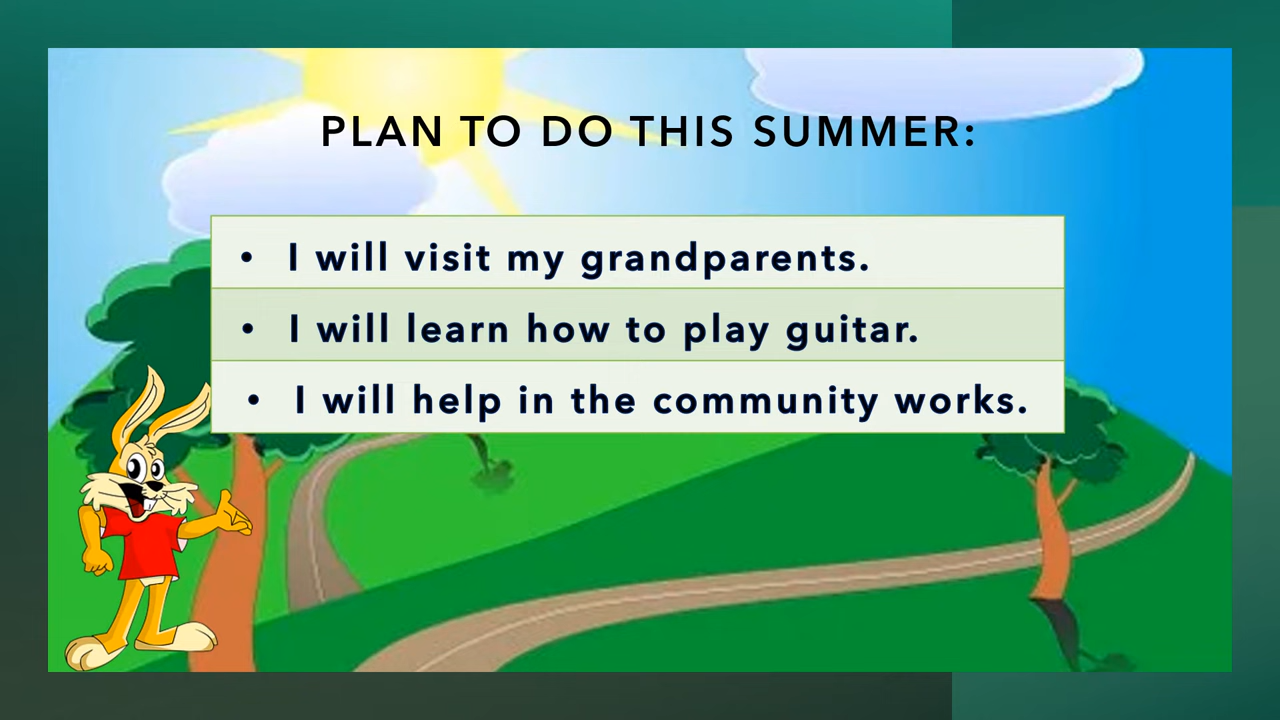 PLAN TO DO THIS SUMMER:
• I will visit my grandparents.
• I will learn how to play guitar.
• I will help in the community works.